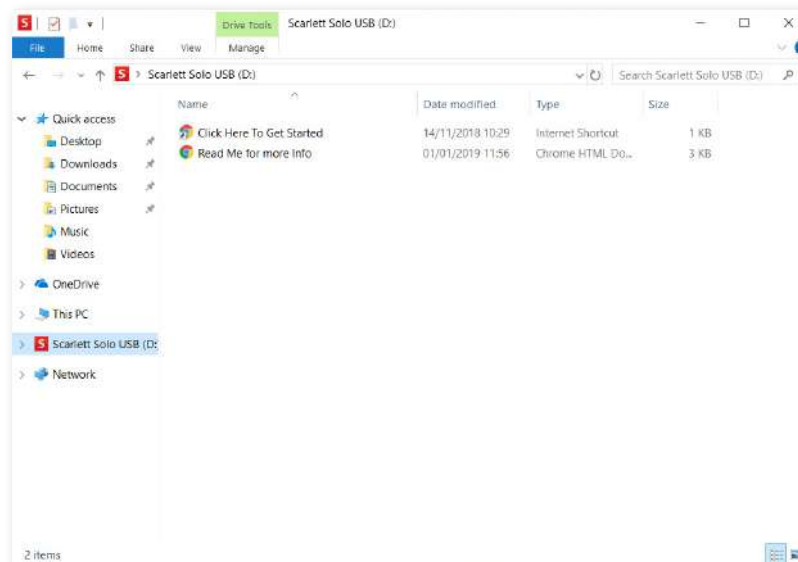 S
Drive Tools
Scarlett Solo USB (D:)
File Home Share View Manage
S Scarlett Solo USB (D:)
Search Scarlett Solo USB (D:)
Name Date modified Type Size
Quick access
Desktop
Downloads
Documents
Pictures
Music
Videos
OneDrive
This PC
S Scarlett Solo USB (D:
Network
Click Here To Get Started 14/11/2018 10:29 Internet Shortcut 1 KB
Read Me for more Info 01/01/2019 11:56 Chrome HTML Do... 3 KB
2 items